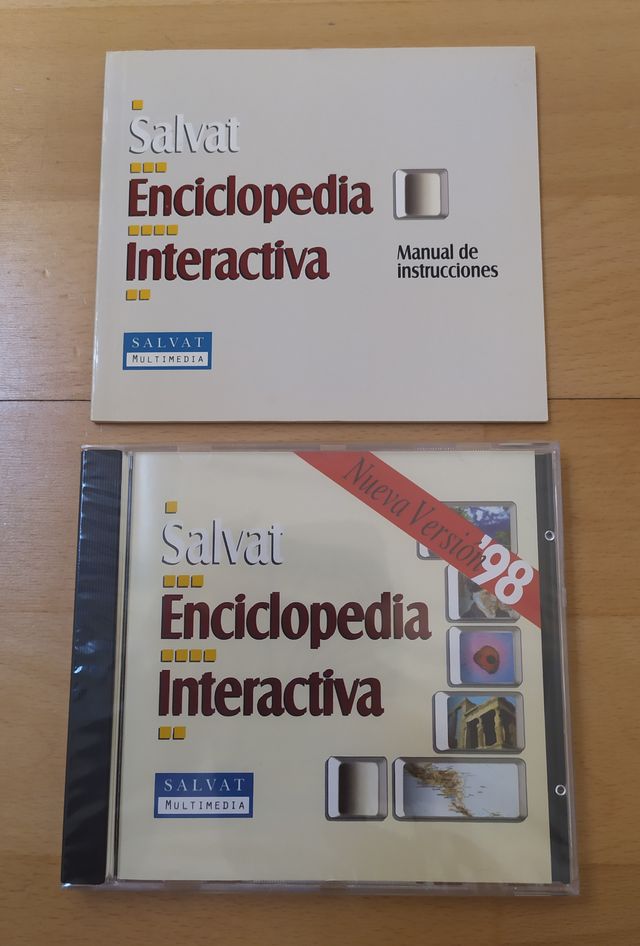 Salvat
Enciclopedia
Interactiva
Manual de
instrucciones
SALVAT
MULTIMEDIA
Nueva Versión '98
Salvat
Enciclopedia
Interactiva
SALVAT
MULTIMEDIA